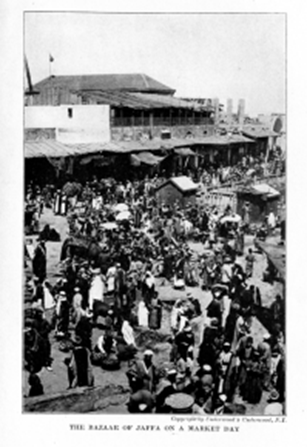 Copyright by Underwood & Underwood, N.Y.
THE BAZAAR OF JAFFA ON A MARKET DAY